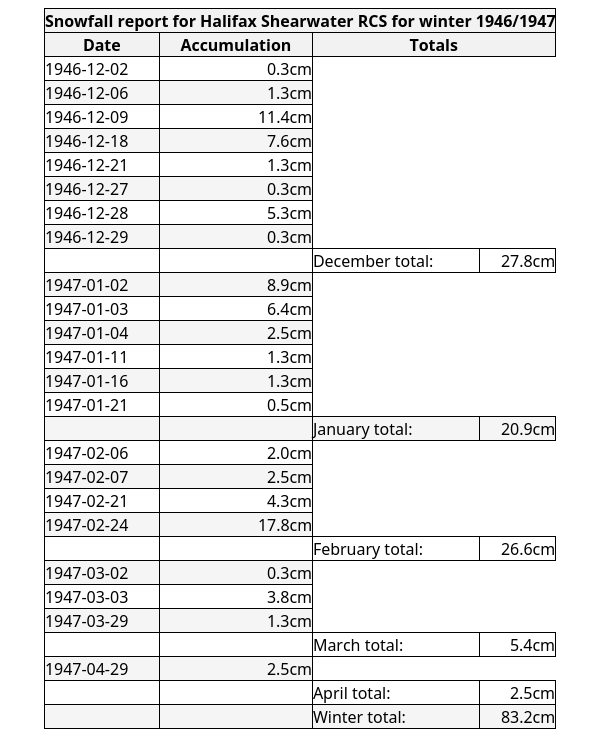 Snowfall report for Halifax Shearwater RCS for winter 1946/1947
Date Accumulation Totals
1946-12-02 0.3cm
1946-12-06 1.3cm
1946-12-09 11.4cm
1946-12-18 7.6cm
1946-12-21 1.3cm
1946-12-27 0.3cm
1946-12-28 5.3cm
1946-12-29 0.3cm
December total: 27.8cm
1947-01-02 8.9cm
1947-01-03 6.4cm
1947-01-04 2.5cm
1947-01-11 1.3cm
1947-01-16 1.3cm
1947-01-21 0.5cm
January total: 20.9cm
1947-02-06 2.0cm
1947-02-07 2.5cm
1947-02-21 4.3cm
1947-02-24 17.8cm
February total: 26.6cm
1947-03-02 0.3cm
1947-03-03 3.8cm
1947-03-29 1.3cm
March total: 5.4cm
1947-04-29 2.5cm
April total: 2.5cm
Winter total: 83.2cm